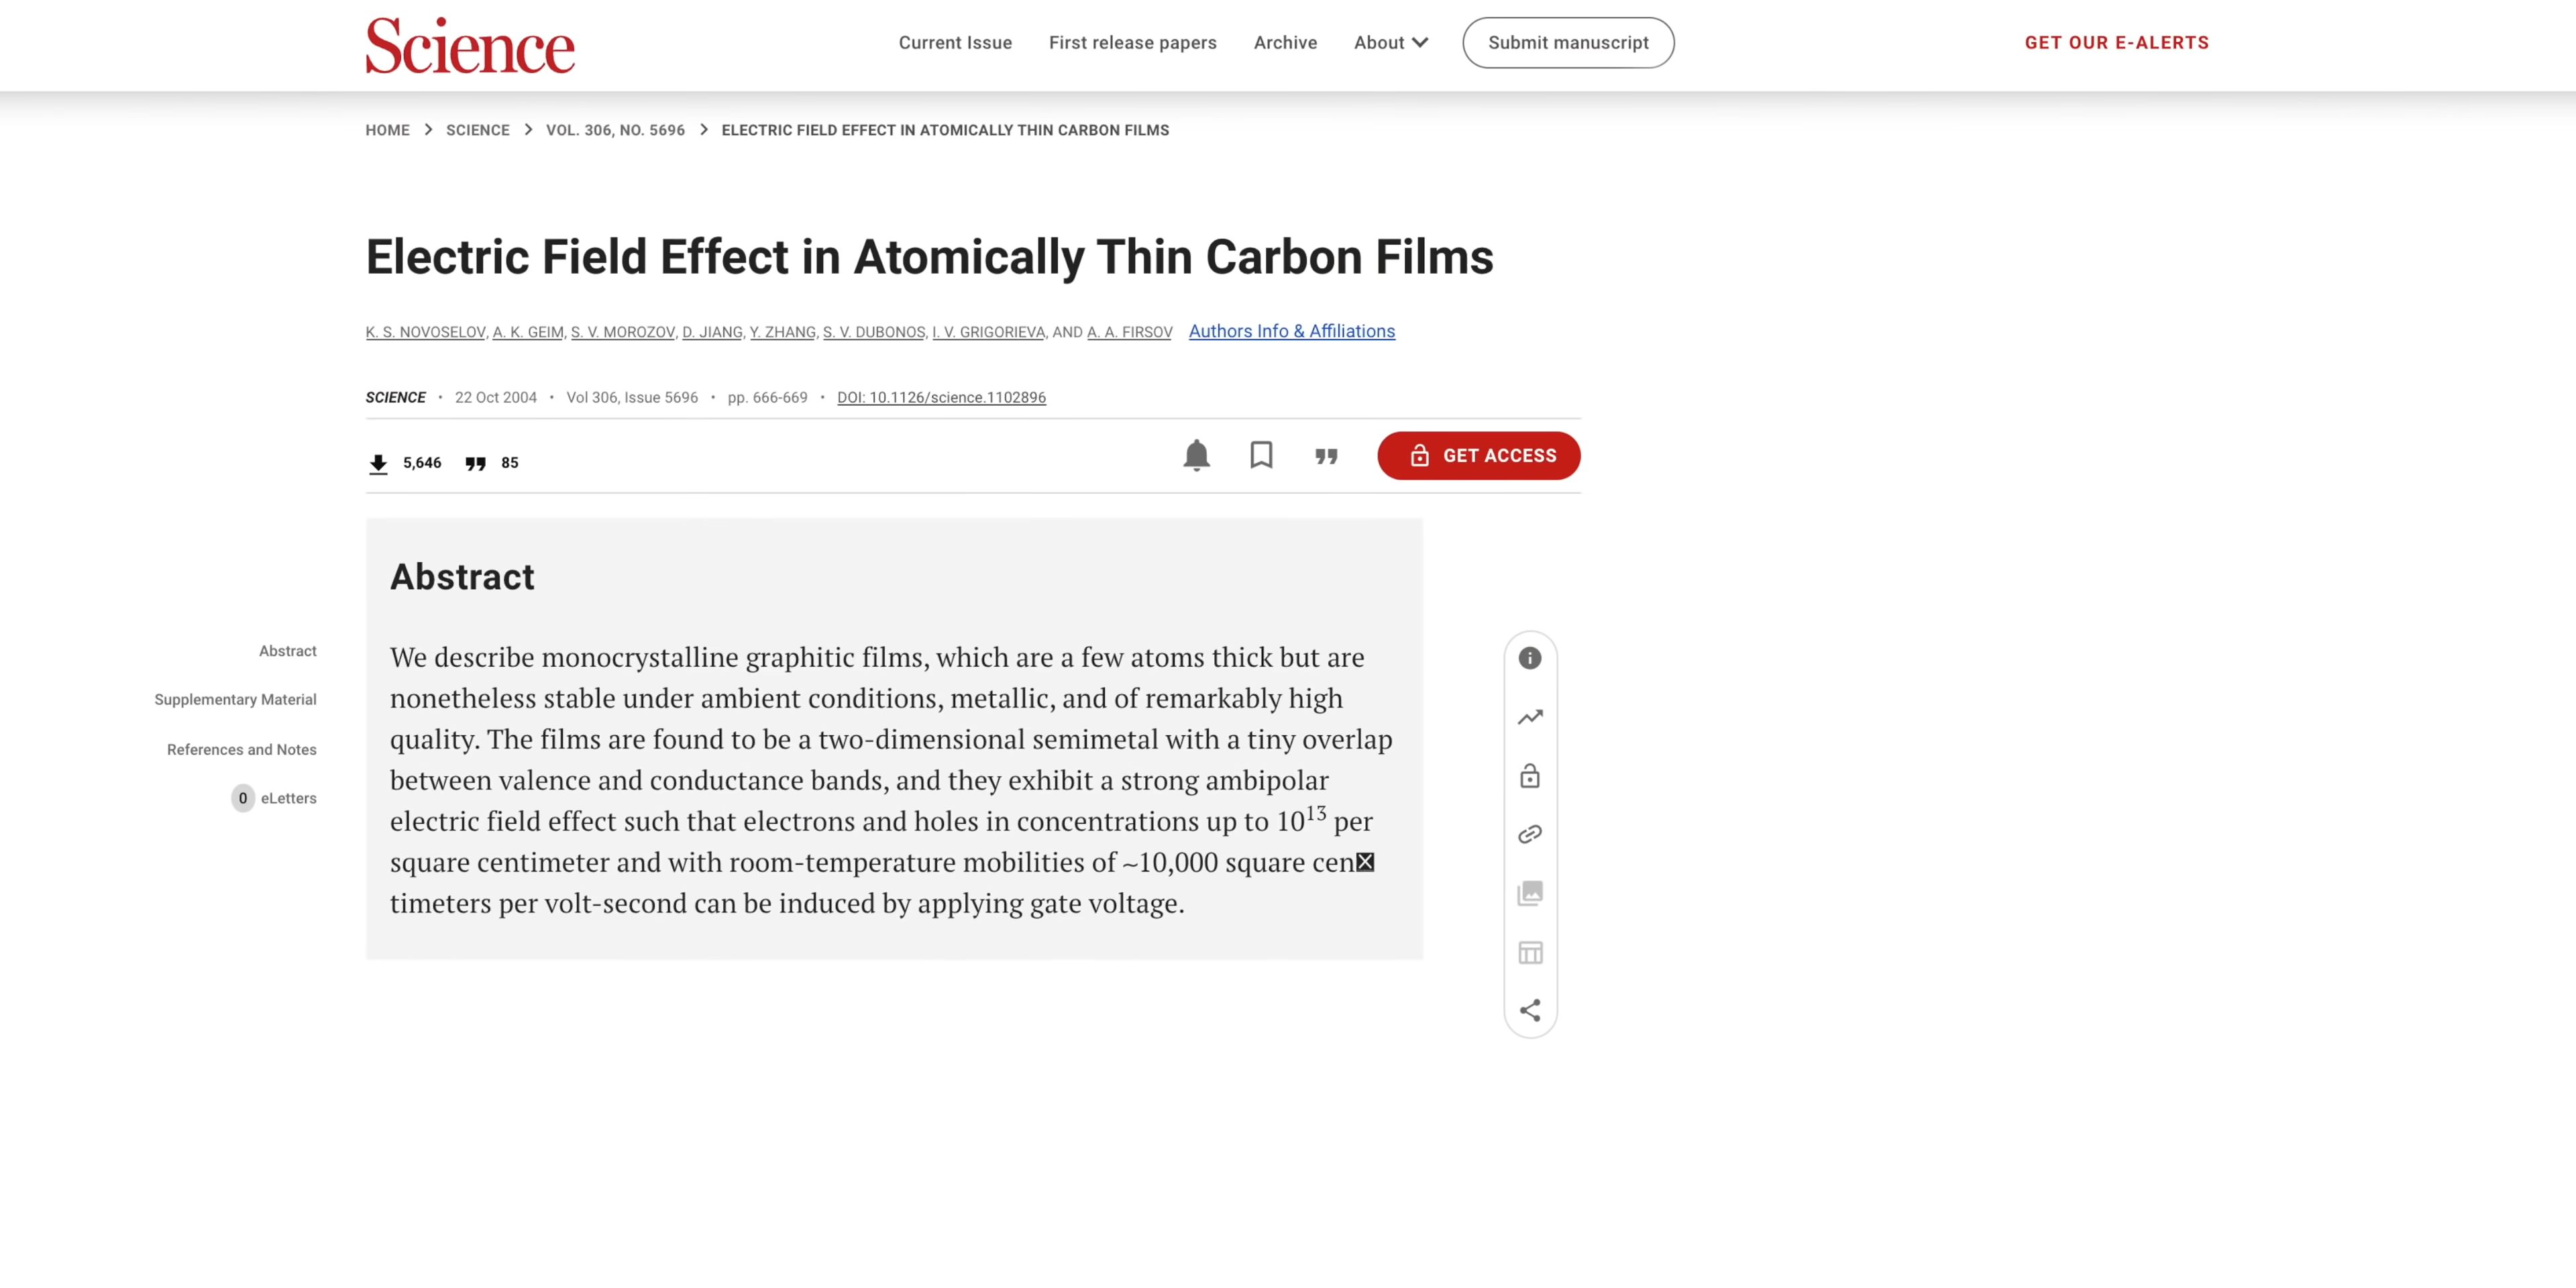 Science
Current Issue First release papers Archive About Submit manuscript
GET OUR E-ALERTS
HOME > SCIENCE > VOL. 306, NO. 5696 > ELECTRIC FIELD EFFECT IN ATOMICALLY THIN CARBON FILMS
Electric Field Effect in Atomically Thin Carbon Films
K. S. NOVOSELOV, A. K. GEIM, S. V. MOROZOV, D. JIANG, Y. ZHANG, S. V. DUBONOS, I. V. GRIGORIEVA, AND A. A. FIRSOV Authors Info & Affiliations
SCIENCE • 22 Oct 2004 • Vol 306, Issue 5696 • pp. 666-669 • DOI: 10.1126/science.1102896
5,646 85
GET ACCESS
Abstract
Supplementary Material
References and Notes
0 eLetters
Abstract
We describe monocrystalline graphitic films, which are a few atoms thick but are
nonetheless stable under ambient conditions, metallic, and of remarkably high
quality. The films are found to be a two-dimensional semimetal with a tiny overlap
between valence and conductance bands, and they exhibit a strong ambipolar
electric field effect such that electrons and holes in concentrations up to 10¹³ per
square centimeter and with room-temperature mobilities of ~10,000 square cen☒
timeters per volt-second can be induced by applying gate voltage.